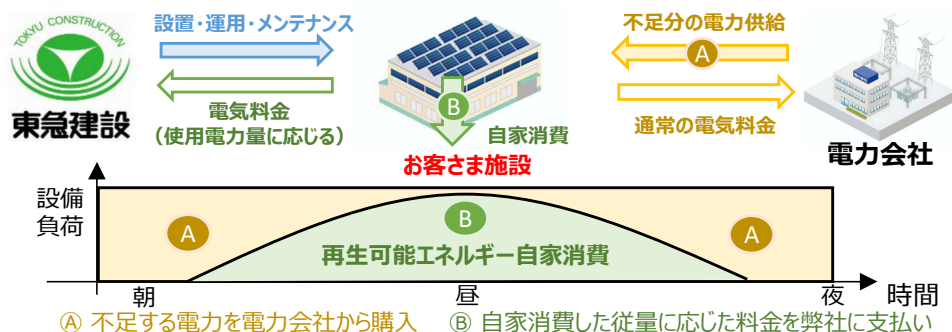 TOKYU CONSTRUCTION
東急建設
設置・運用・メンテナンス
電気料金
（使用電力量に応じる）
B
自家消費
お客さま施設
不足分の電力供給
A
通常の電気料金
電力会社
設備
負荷
A
B
A
再生可能エネルギー自家消費
朝
昼
夜
時間
Ⓐ 不足する電力を電力会社から購入
Ⓑ 自家消費した従量に応じた料金を弊社に支払い